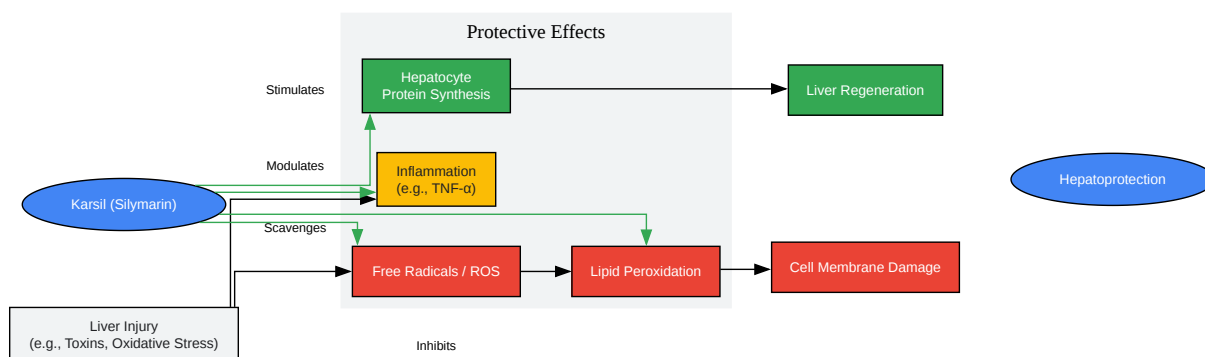 Protective Effects
Hepatocyte
Protein Synthesis
Stimulates
Liver Regeneration
Modulates
Inflammation
(e.g., TNF-α)
Hepatoprotection
Karsil (Silymarin)
Scavenges
Free Radicals / ROS
Lipid Peroxidation
Cell Membrane Damage
Liver Injury
(e.g., Toxins, Oxidative Stress)
Inhibits